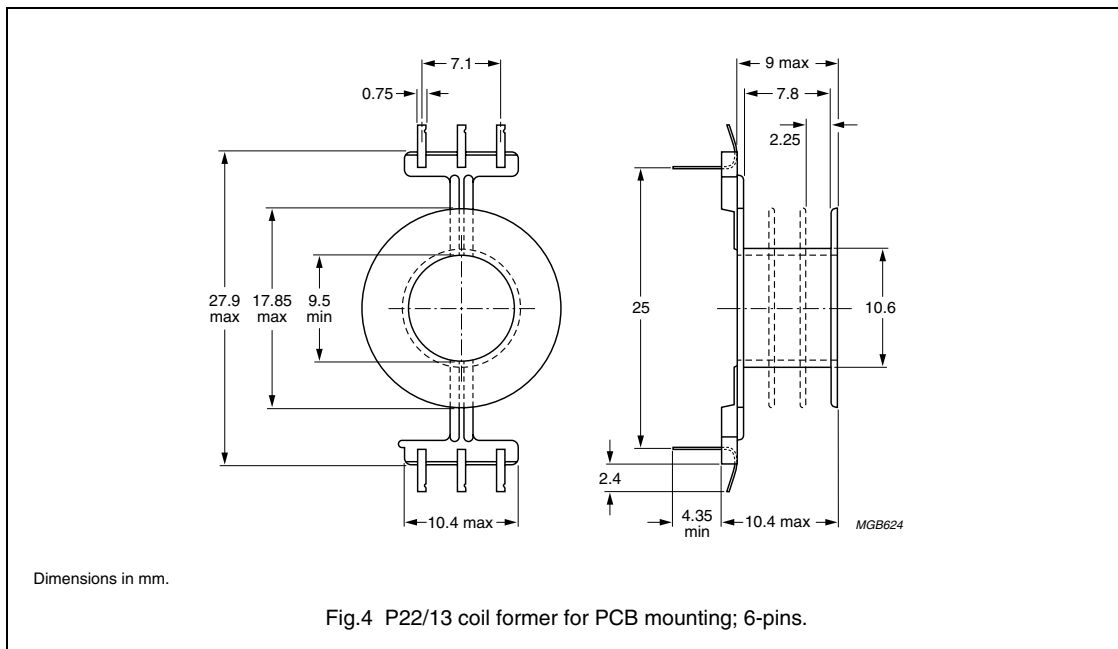 7.1
0.75
27.9
max
17.85
max
9.5
min
10.4 max
9 max
7.8
2.25
25
10.6
2.4
4.35
min
10.4 max
MGB624
Dimensions in mm.
Fig.4 P22/13 coil former for PCB mounting; 6-pins.